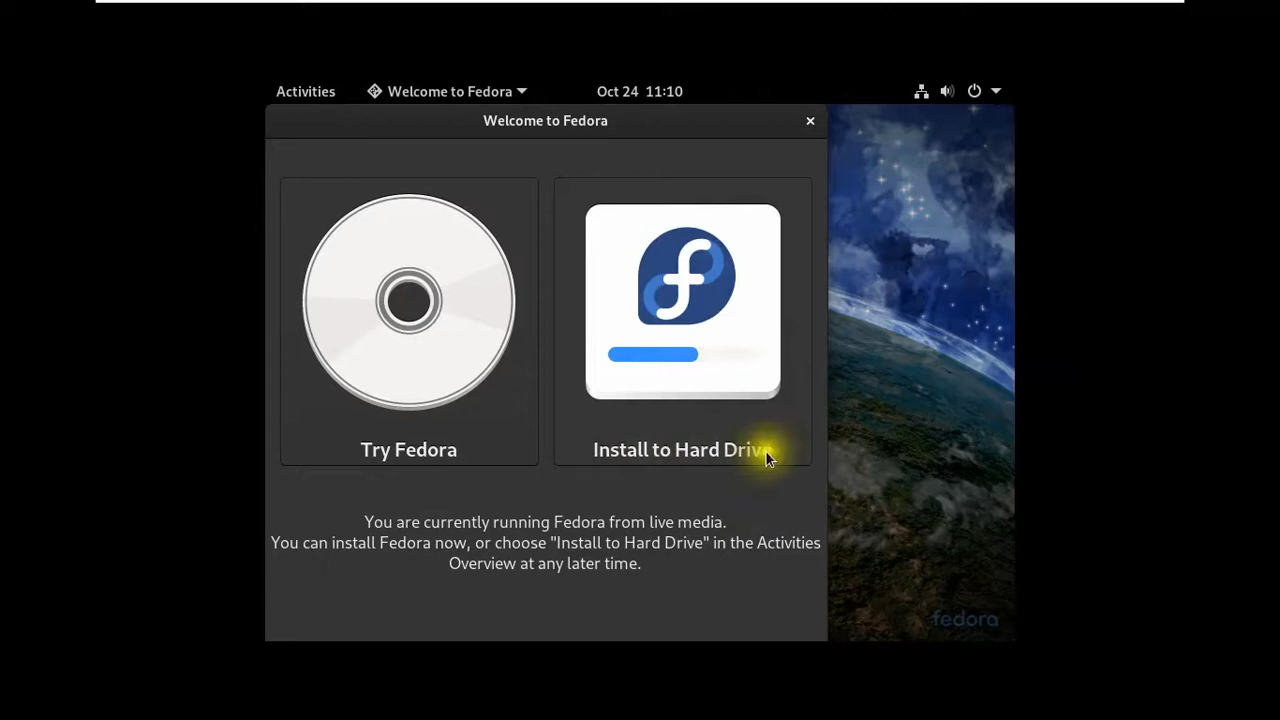 Activities Welcome to Fedora Oct 24 11:10
Welcome to Fedora
Try Fedora Install to Hard Drive
You are currently running Fedora from live media.
You can install Fedora now, or choose "Install to Hard Drive" in the Activities
Overview at any later time.
fedora